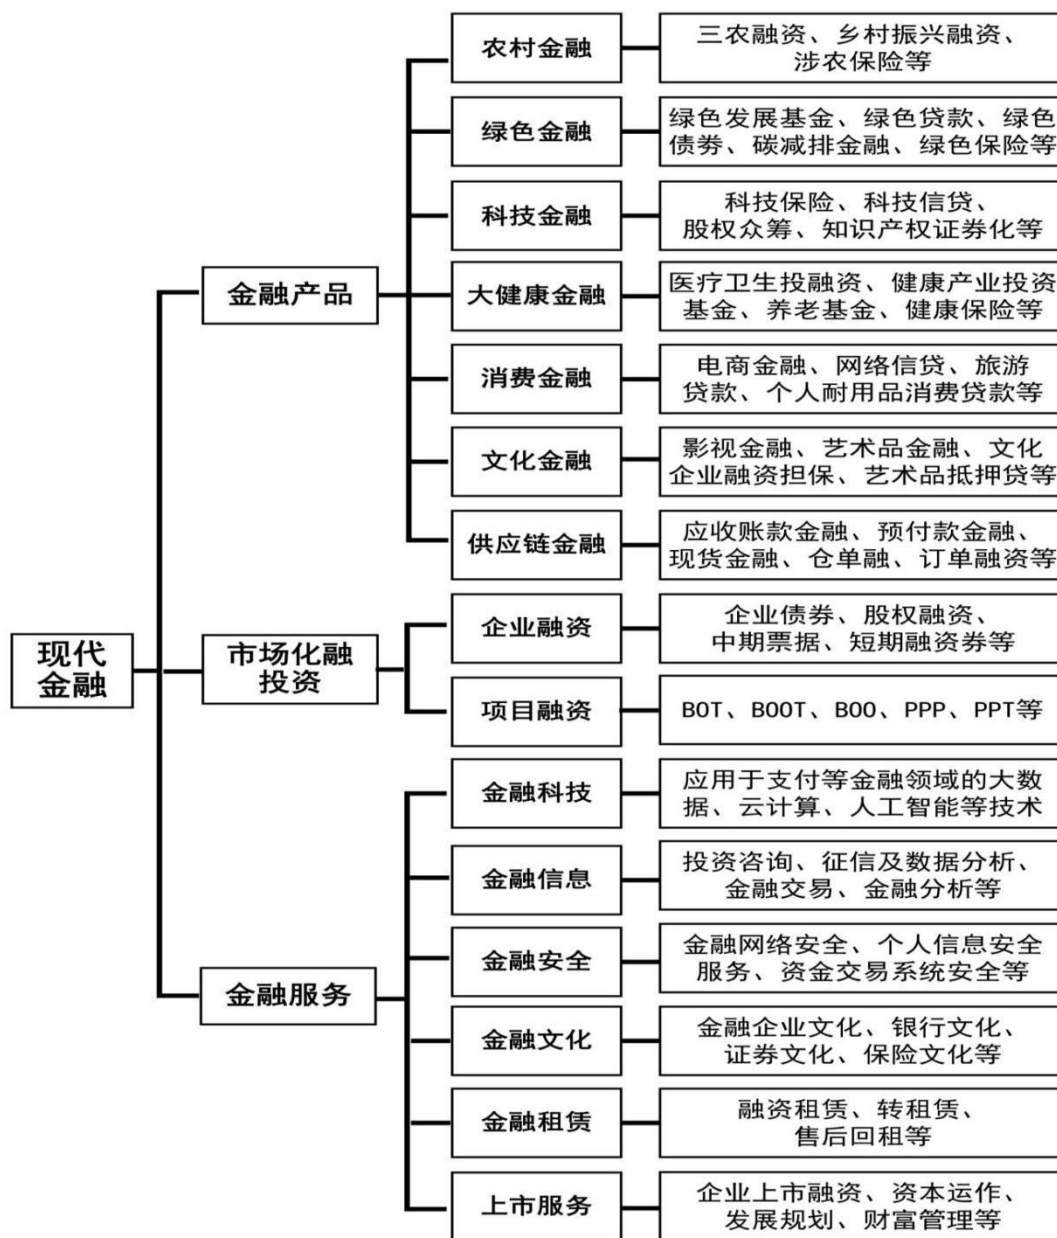 现代
金融
金融产品
农村金融
三农融资、乡村振兴融资、
涉农保险等
绿色金融
绿色发展基金、绿色贷款、绿色
债劵、碳减排金融、绿色保险等
科技金融
科技保险、科技信贷、
股权众筹、知识产权证券化等
大健康金融
医疗卫生投融资、健康产业投资
基金、养老基金、健康保险等
消费金融
电商金融、网络信贷、旅游
贷款、个人耐用品消费贷款等
文化金融
影视金融、艺术品金融、文化
企业融资担保、艺术品抵押贷等
供应链金融
应收账款金融、预付款金融、
现货金融、仓单融、订单融资等
市场化融
投资
企业融资
企业债券、股权融资、
中期票据、短期融资券等
项目融资
BOT、BOOT、BOO、PPP、PPT等
金融服务
金融科技
应用于支付等金融领域的大数
据、云计算、人工智能等技术
金融信息
投资咨询、征信及数据分析、
金融交易、金融分析等
金融安全
金融网络安全、个人信息安全
服务、资金交易系统安全等
金融文化
金融企业文化、银行文化、
证券文化、保险文化等
金融租赁
融资租赁、转租赁、
售后回租等
上市服务
企业上市融资、资本运作、
发展规划、财富管理等